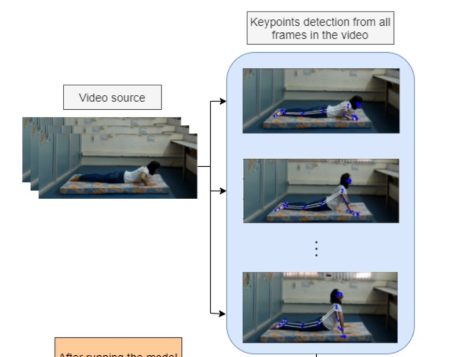 Keypoints detection from all
frames in the video
Video source
After running the model